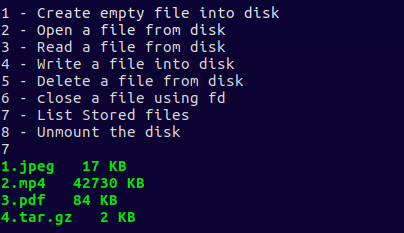 1 - Create empty file into disk
2 - Open a file from disk
3 - Read a file from disk
4 - Write a file into disk
5 - Delete a file from disk
6 - close a file using fd
7 - List Stored files
8 - Unmount the disk
7
1.jpeg   17 KB
2.mp4   42730 KB
3.pdf   84 KB
4.tar.gz   2 KB